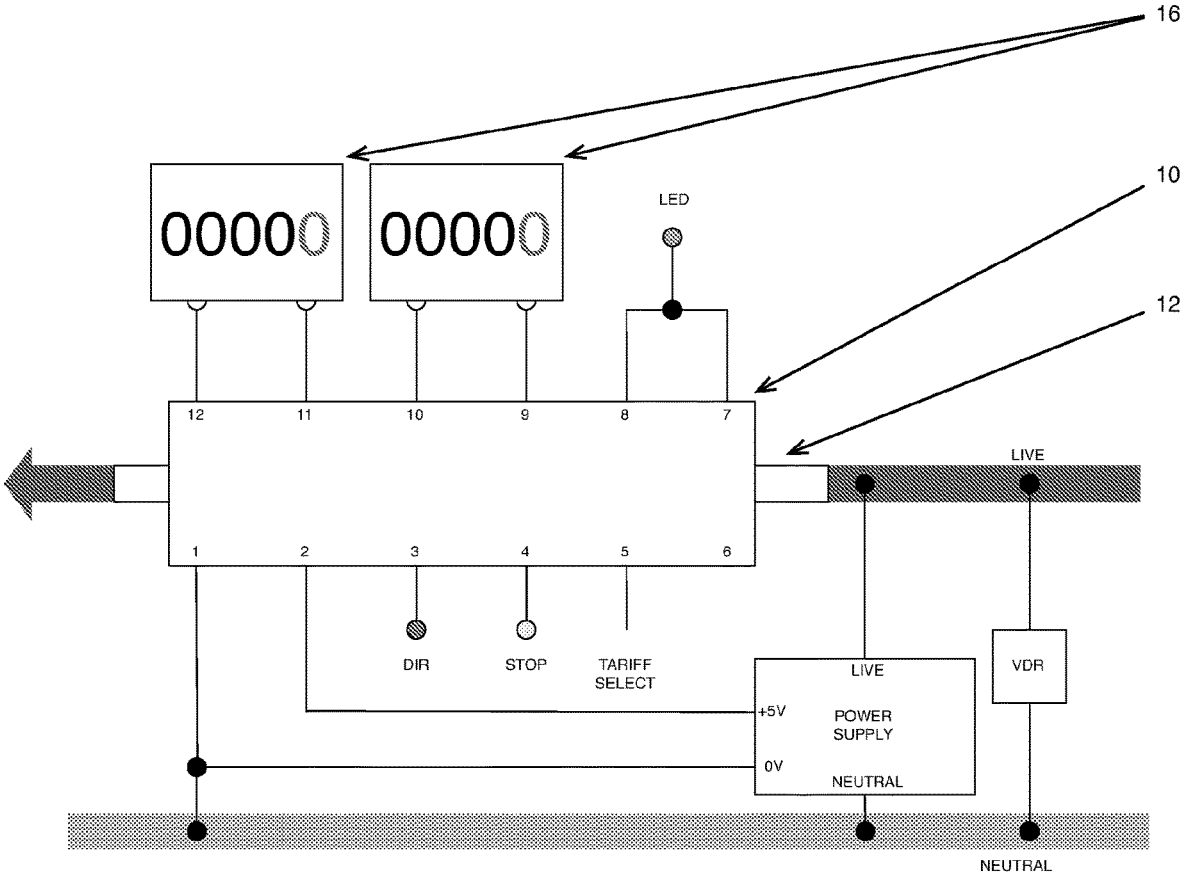 16
10
LED
00000 00000
12
12 11 10 9 8 7
LIVE
1 2 3 4 5 6
DIR STOP TARIFF
SELECT
LIVE
VDR
+5V POWER
SUPPLY
0V
NEUTRAL
NEUTRAL